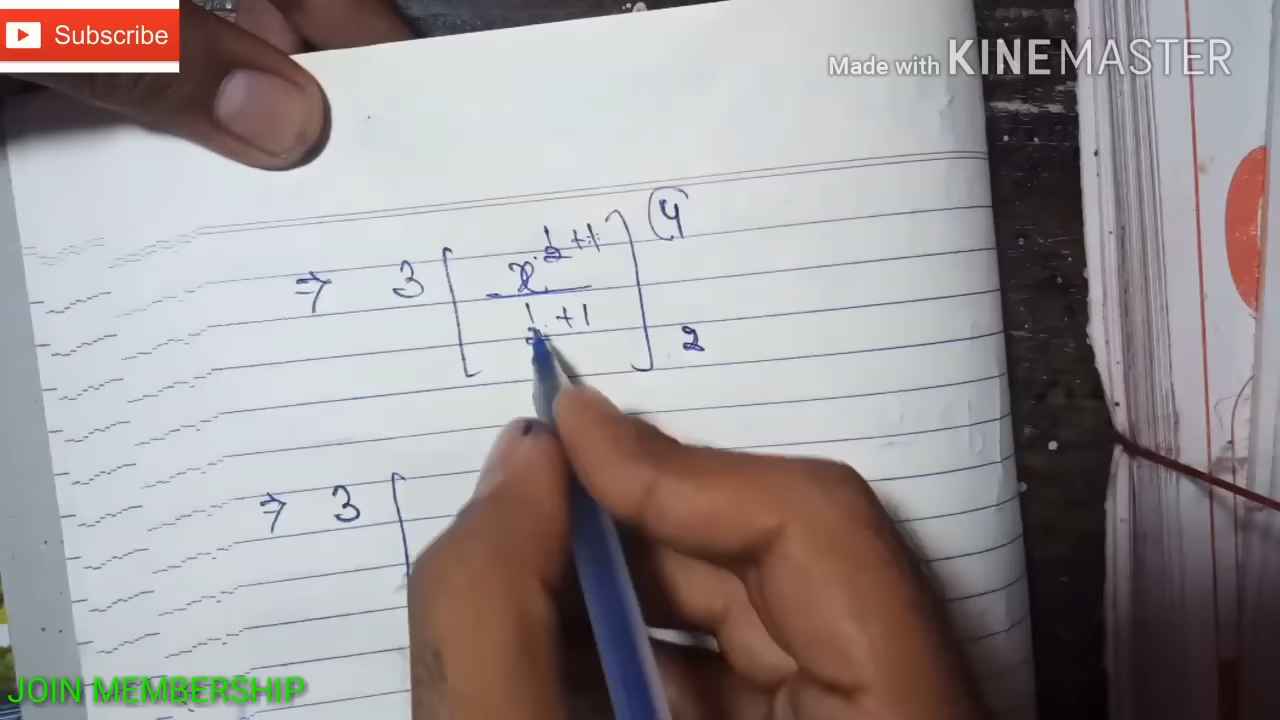 Subscribe
Made with KINEMASTER
⇒ 3 [ x^(1/2 + 1) / (1/2 + 1) ] 4 2
⇒ 3 [
JOIN MEMBERSHIP